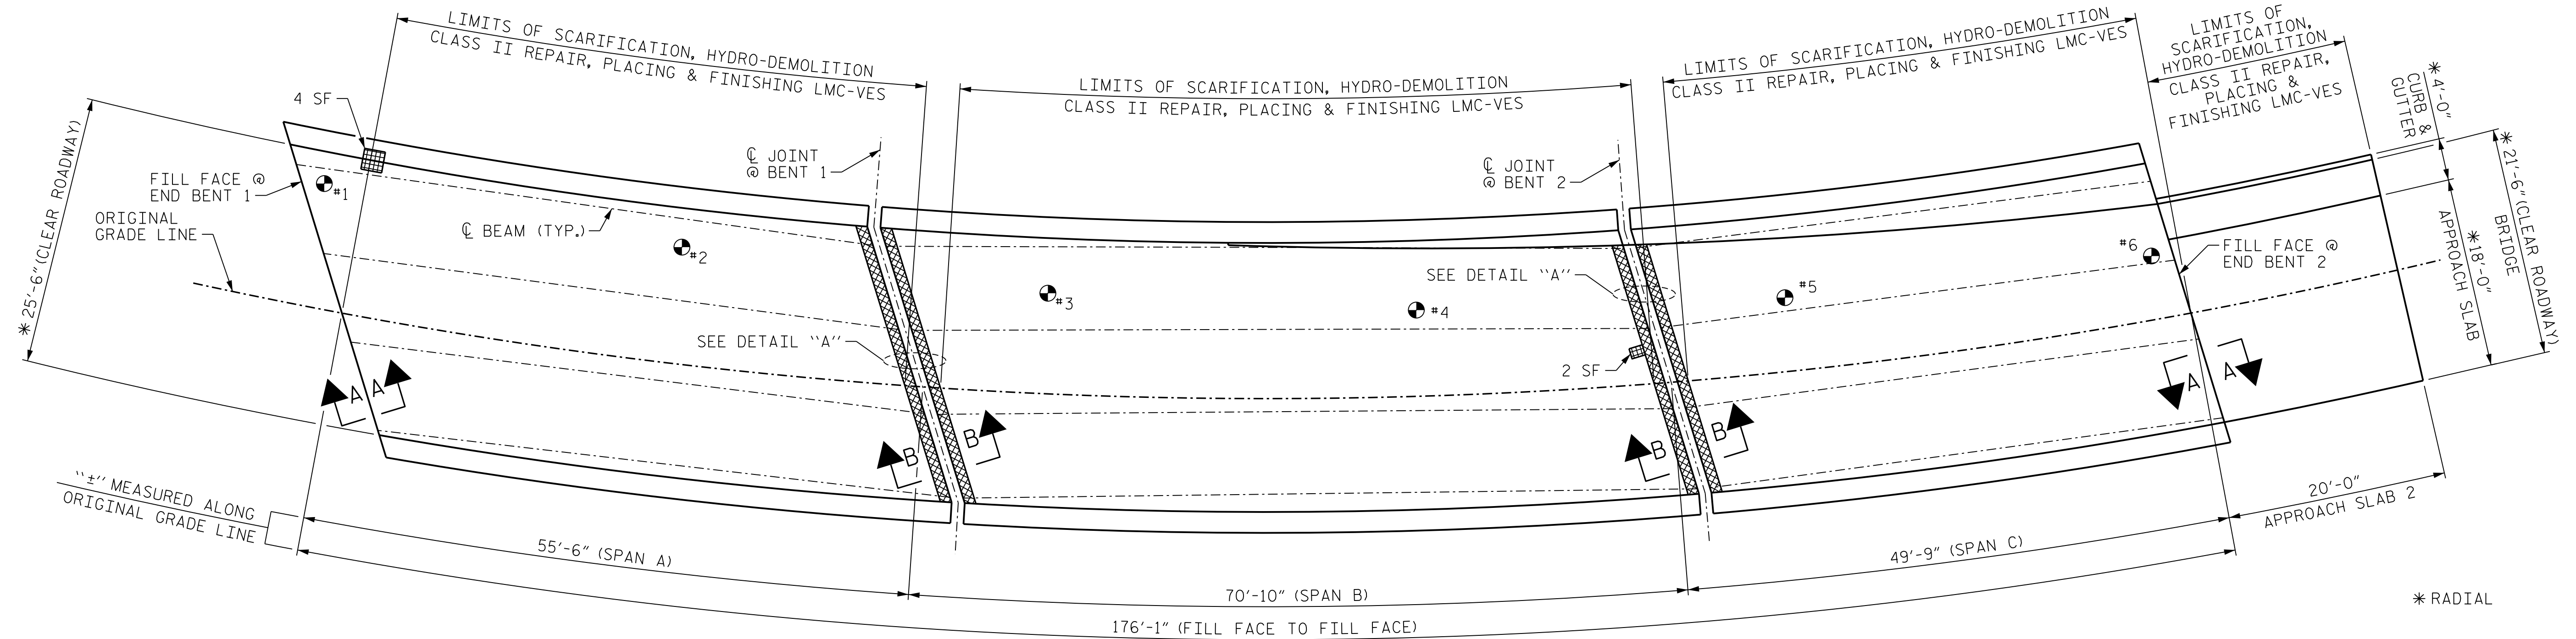 LIMITS OF SCARIFICATION, HYDRO-DEMOLITION
CLASS II REPAIR, PLACING & FINISHING LMC-VES
LIMITS OF SCARIFICATION, HYDRO-DEMOLITION
CLASS II REPAIR, PLACING & FINISHING LMC-VES
LIMITS OF SCARIFICATION, HYDRO-DEMOLITION
CLASS II REPAIR, PLACING & FINISHING LMC-VES
LIMITS OF
SCARIFICATION,
HYDRO-DEMOLITION
CLASS II REPAIR,
PLACING &
FINISHING LMC-VES
* 4'-0"
CURB &
GUTTER
* 21'-6" (CLEAR ROADWAY)
BRIDGE
* 18'-0"
APPROACH SLAB
* 25'-6" (CLEAR ROADWAY)
4 SF
FILL FACE @
END BENT 1
#1
ORIGINAL
GRADE LINE
℄ BEAM (TYP.)
#2
℄ JOINT
@ BENT 1
SEE DETAIL "A"
#3
#4
℄ JOINT
@ BENT 2
SEE DETAIL "A"
2 SF
#5
#6
FILL FACE @
END BENT 2
A
A
B
B
B
B
A
A
"±" MEASURED ALONG
ORIGINAL GRADE LINE
55'-6" (SPAN A)
70'-10" (SPAN B)
49'-9" (SPAN C)
20'-0"
APPROACH SLAB 2
176'-1" (FILL FACE TO FILL FACE)
* RADIAL